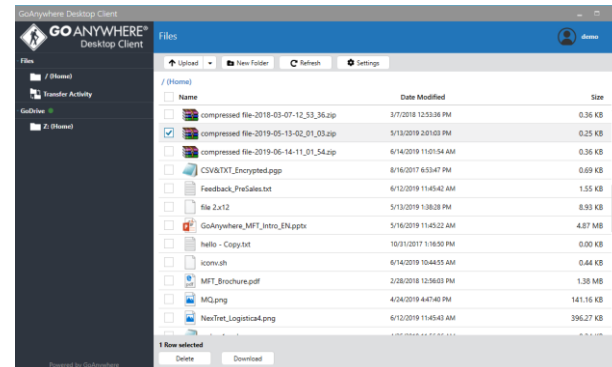 GoAnywhere Desktop Client
GO ANYWHERE®
Desktop Client
Files
/ (Home)
Transfer Activity
GoDrive
Z: (Home)
Powered by GoAnywhere
Files
demo
Upload New Folder Refresh Settings
/ (Home)
Name Date Modified Size
compressed file-2018-03-07-12_53_36.zip 3/7/2018 12:53:36 PM 0.36 KB
compressed file-2019-05-13-02_01_03.zip 5/13/2019 2:01:03 PM 0.25 KB
compressed file-2019-06-14-11_01_54.zip 6/14/2019 11:01:54 AM 0.36 KB
CSV&TXT_Encrypted.pgp 8/16/2017 6:53:47 PM 0.69 KB
Feedback_PreSales.txt 6/12/2019 11:45:42 AM 1.55 KB
file 2.x12 5/13/2019 1:38:28 PM 8.93 KB
GoAnywhere_MFT_Intro_EN.pptx 5/16/2019 11:45:22 AM 4.87 MB
hello - Copy.txt 10/31/2017 1:16:50 PM 0.00 KB
iconv.sh 6/14/2019 10:44:55 AM 0.44 KB
MFT_Brochure.pdf 2/28/2018 12:56:03 PM 1.38 MB
MQ.png 4/24/2019 4:47:40 PM 141.16 KB
NexTret_Logistica4.png 6/12/2019 11:45:43 AM 396.27 KB
1 Row selected
Delete Download